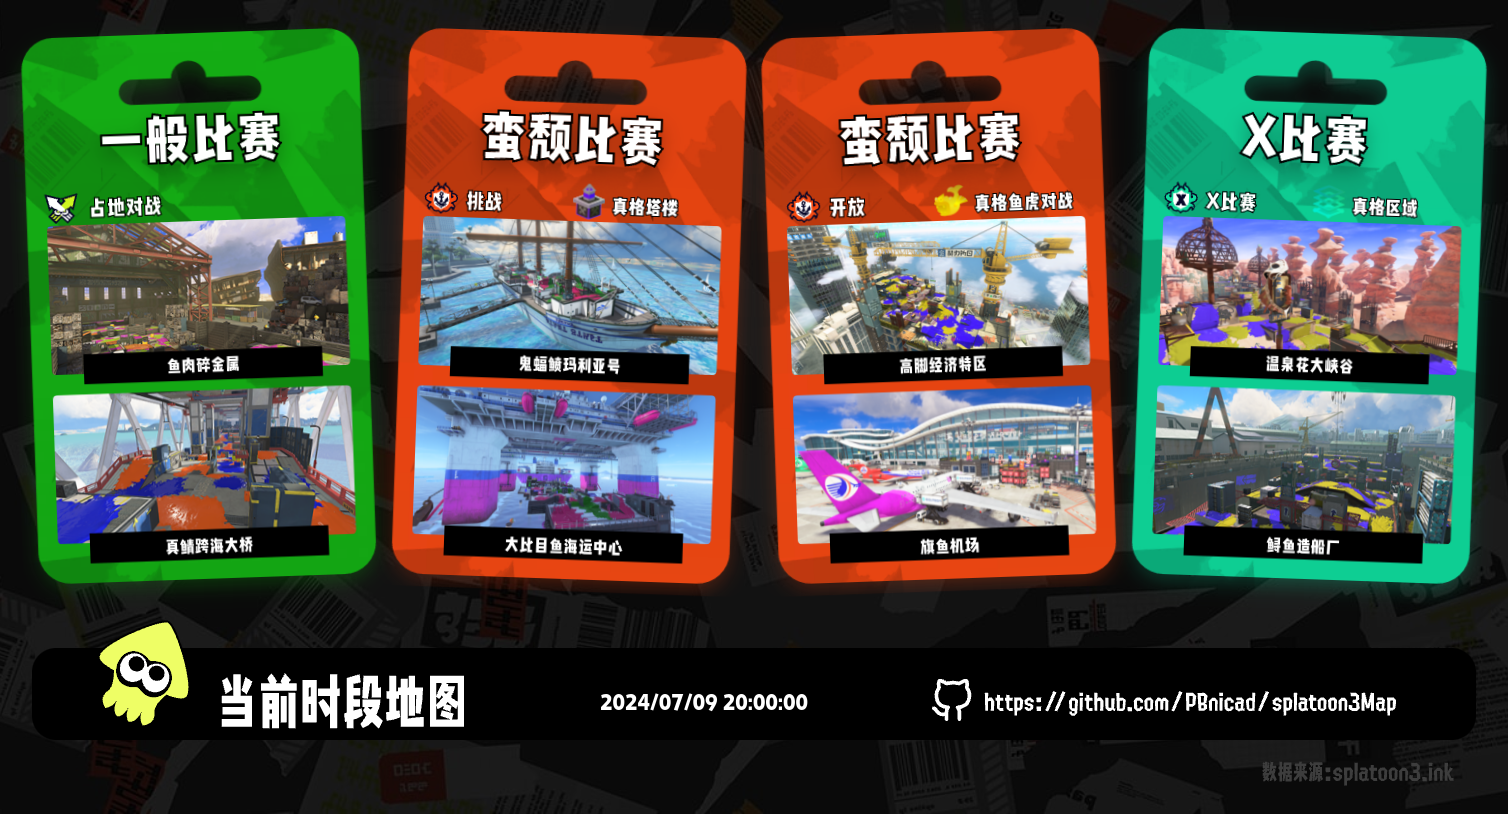 一般比赛
占地对战
鱼肉碎金属
真鲭跨海大桥
蛮颓比赛
挑战
真格塔楼
鬼蝠鲼玛利亚号
大比目鱼海运中心
蛮颓比赛
开放
真格鱼虎对战
高脚经济特区
旗鱼机场
X比赛
X比赛
真格区域
温泉花大峡谷
鲟鱼造船厂
当前时段地图
2024/07/09 20:00:00
https://github.com/PBnicad/splatoon3Map
数据来源:splatoon3.ink